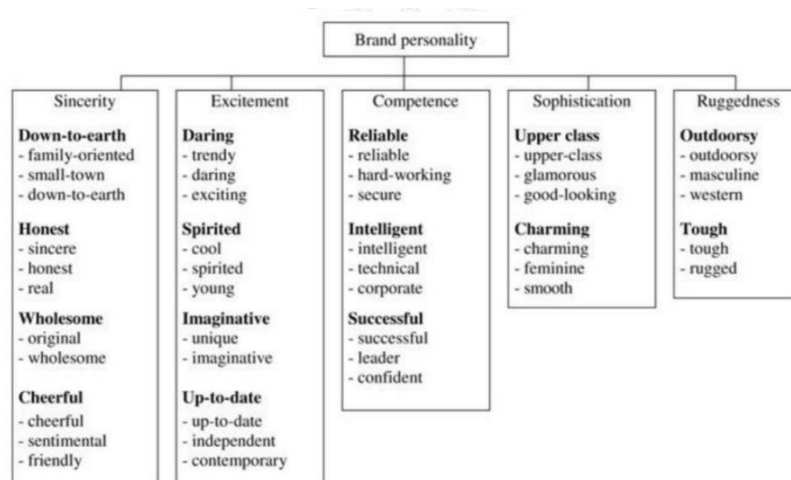 Brand personality
Sincerity
Down-to-earth
- family-oriented
- small-town
- down-to-earth
Honest
- sincere
- honest
- real
Wholesome
- original
- wholesome
Cheerful
- cheerful
- sentimental
- friendly
Excitement
Daring
- trendy
- daring
- exciting
Spirited
- cool
- spirited
- young
Imaginative
- unique
- imaginative
Up-to-date
- up-to-date
- independent
- contemporary
Competence
Reliable
- reliable
- hard-working
- secure
Intelligent
- intelligent
- technical
- corporate
Successful
- successful
- leader
- confident
Sophistication
Upper class
- upper-class
- glamorous
- good-looking
Charming
- charming
- feminine
- smooth
Ruggedness
Outdoorsy
- outdoorsy
- masculine
- western
Tough
- tough
- rugged